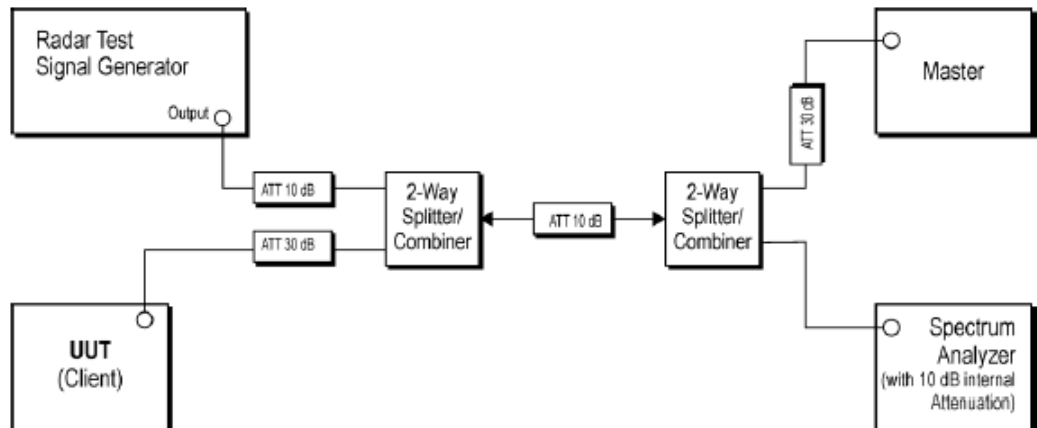 Radar Test
Signal Generator
Output
Master
ATT 30 dB
ATT 10 dB
2-Way
Splitter/
Combiner
ATT 10 dB
2-Way
Splitter/
Combiner
ATT 30 dB
UUT
(Client)
Spectrum
Analyzer
(with 10 dB internal
Attenuation)